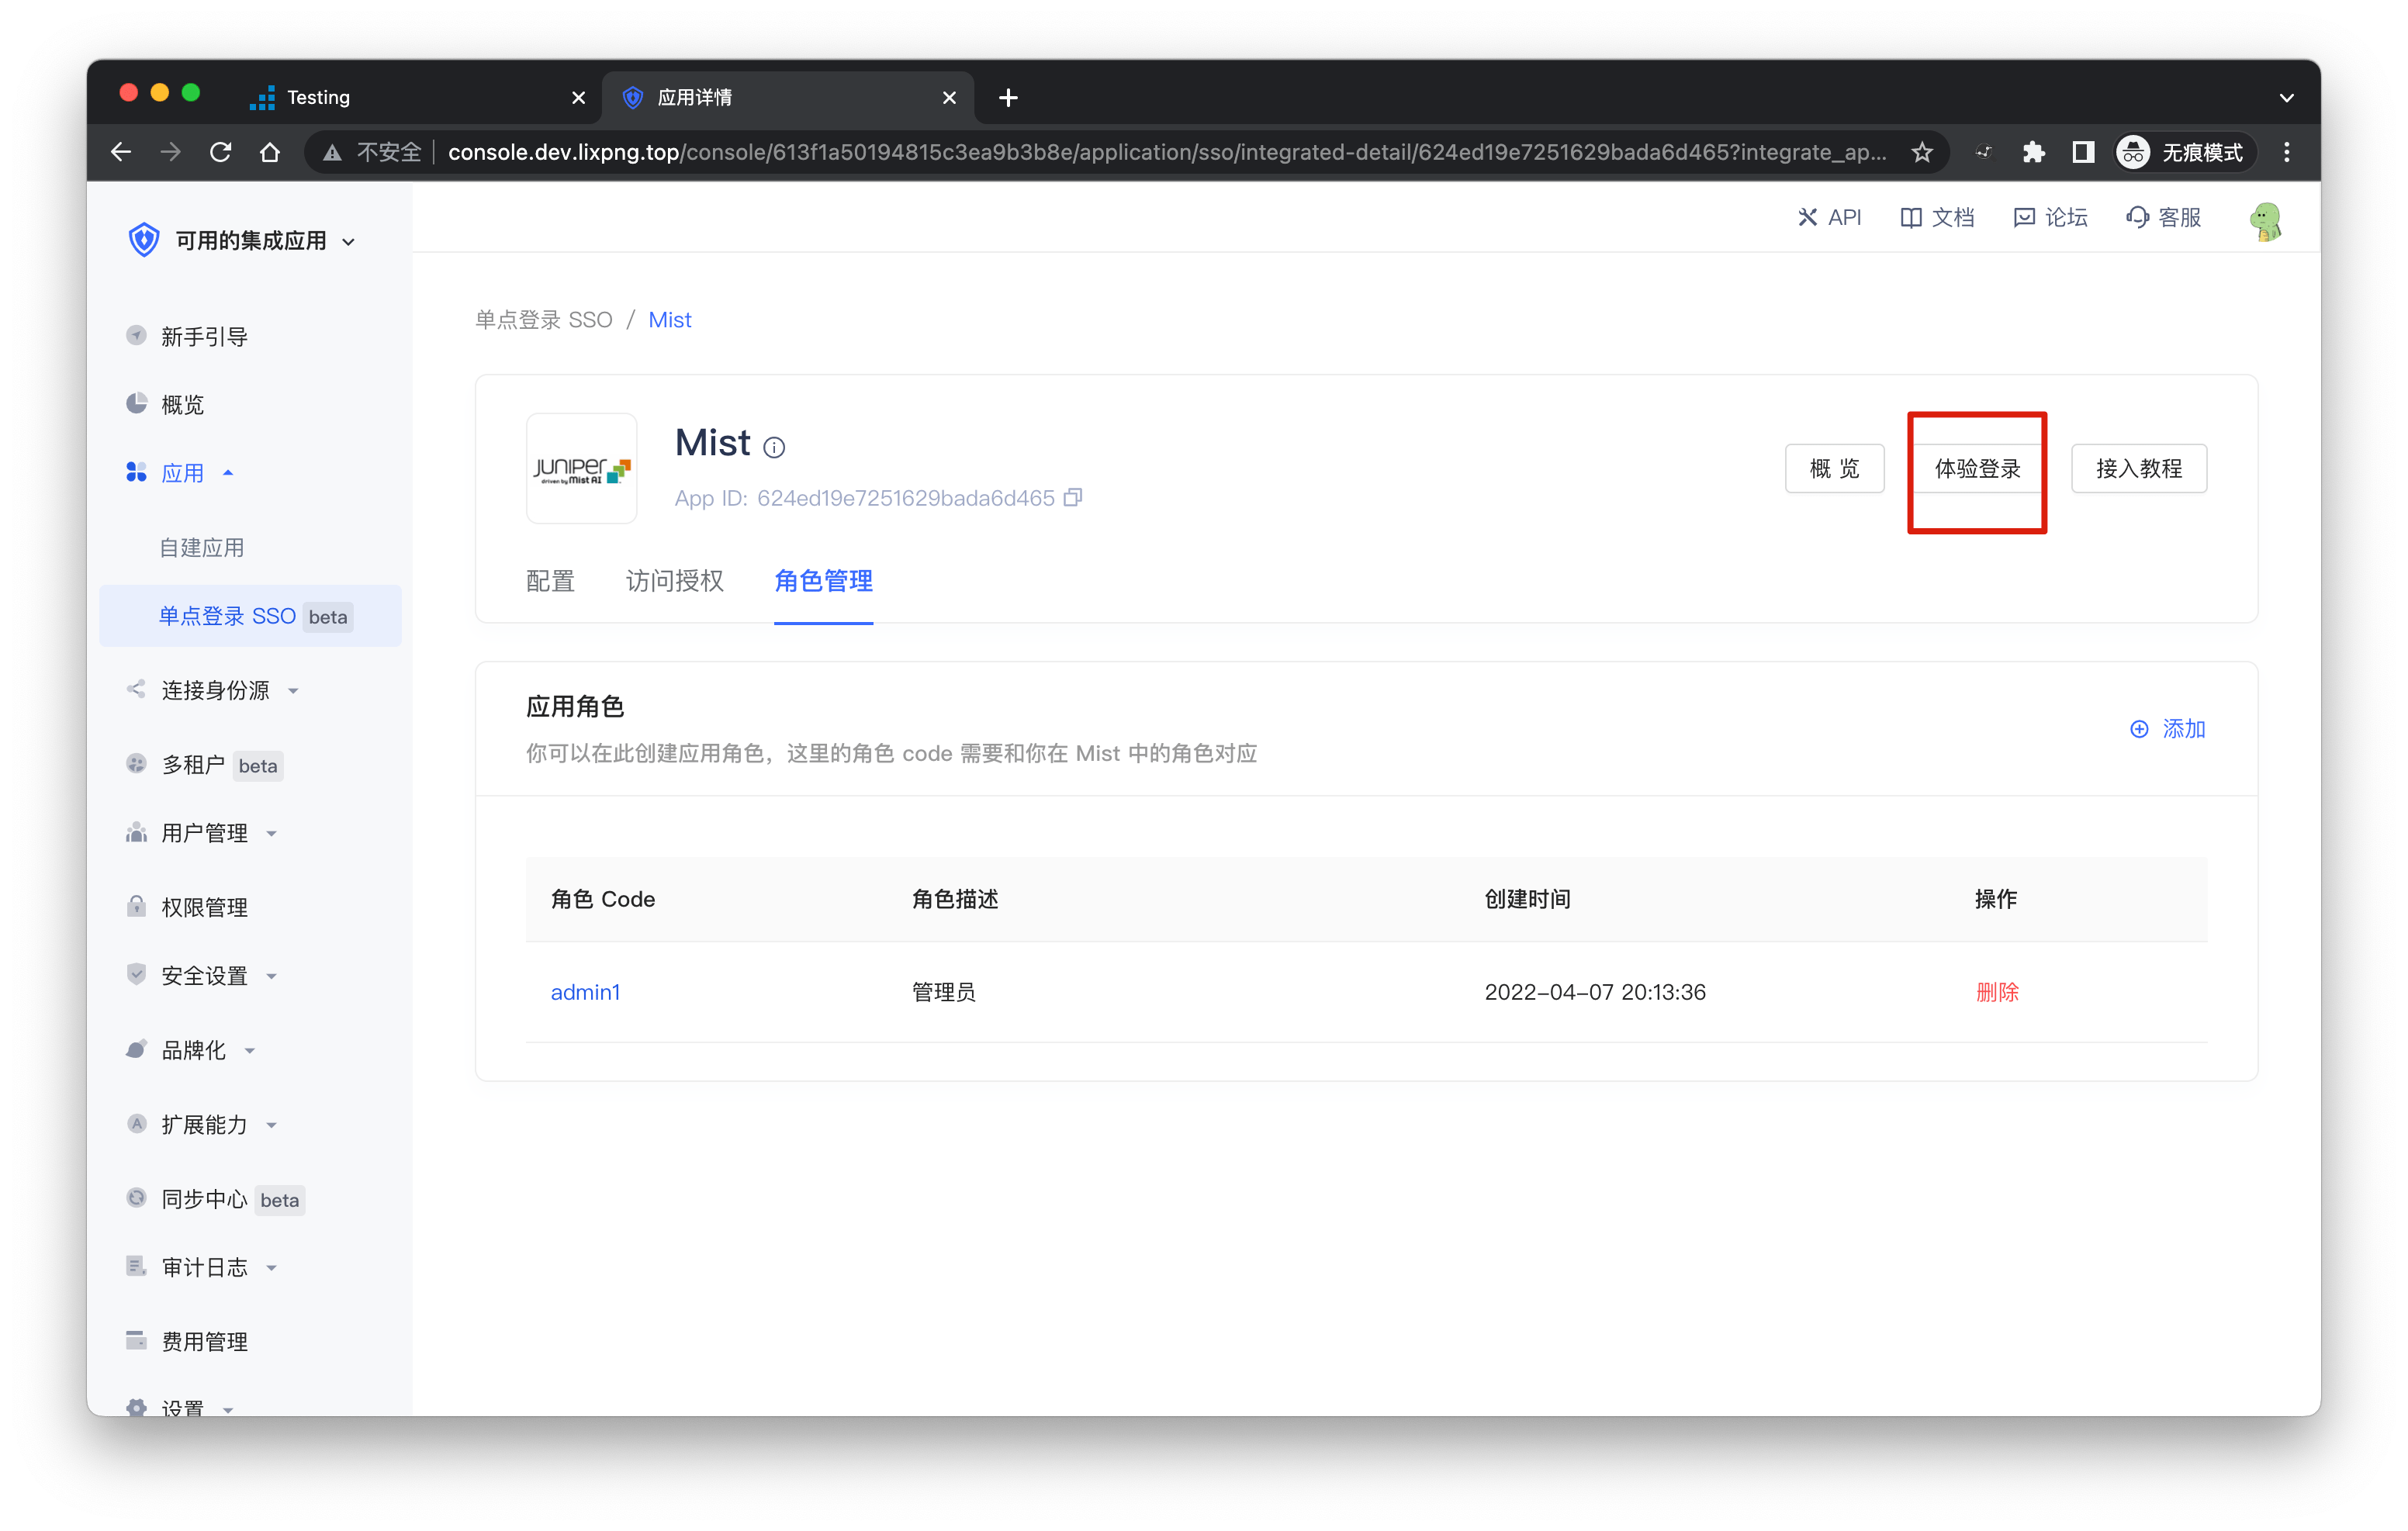 Testing
应用详情
不安全
console.dev.lixpng.top/console/613f1a50194815c3ea9b3b8e/application/sso/integrated-detail/624ed19e7251629bada6d465?integrate_ap...
无痕模式
可用的集成应用
API
文档
论坛
客服
新手引导
概览
应用
自建应用
单点登录 SSO beta
连接身份源
多租户 beta
用户管理
权限管理
安全设置
品牌化
扩展能力
同步中心 beta
审计日志
费用管理
设置
单点登录 SSO / Mist
JUNIPer
driven by Mist AI
Mist
App ID: 624ed19e7251629bada6d465
概 览
体验登录
接入教程
配置
访问授权
角色管理
应用角色
你可以在此创建应用角色，这里的角色 code 需要和你在 Mist 中的角色对应
添加
角色 Code 角色描述 创建时间 操作
admin1 管理员 2022-04-07 20:13:36 删除